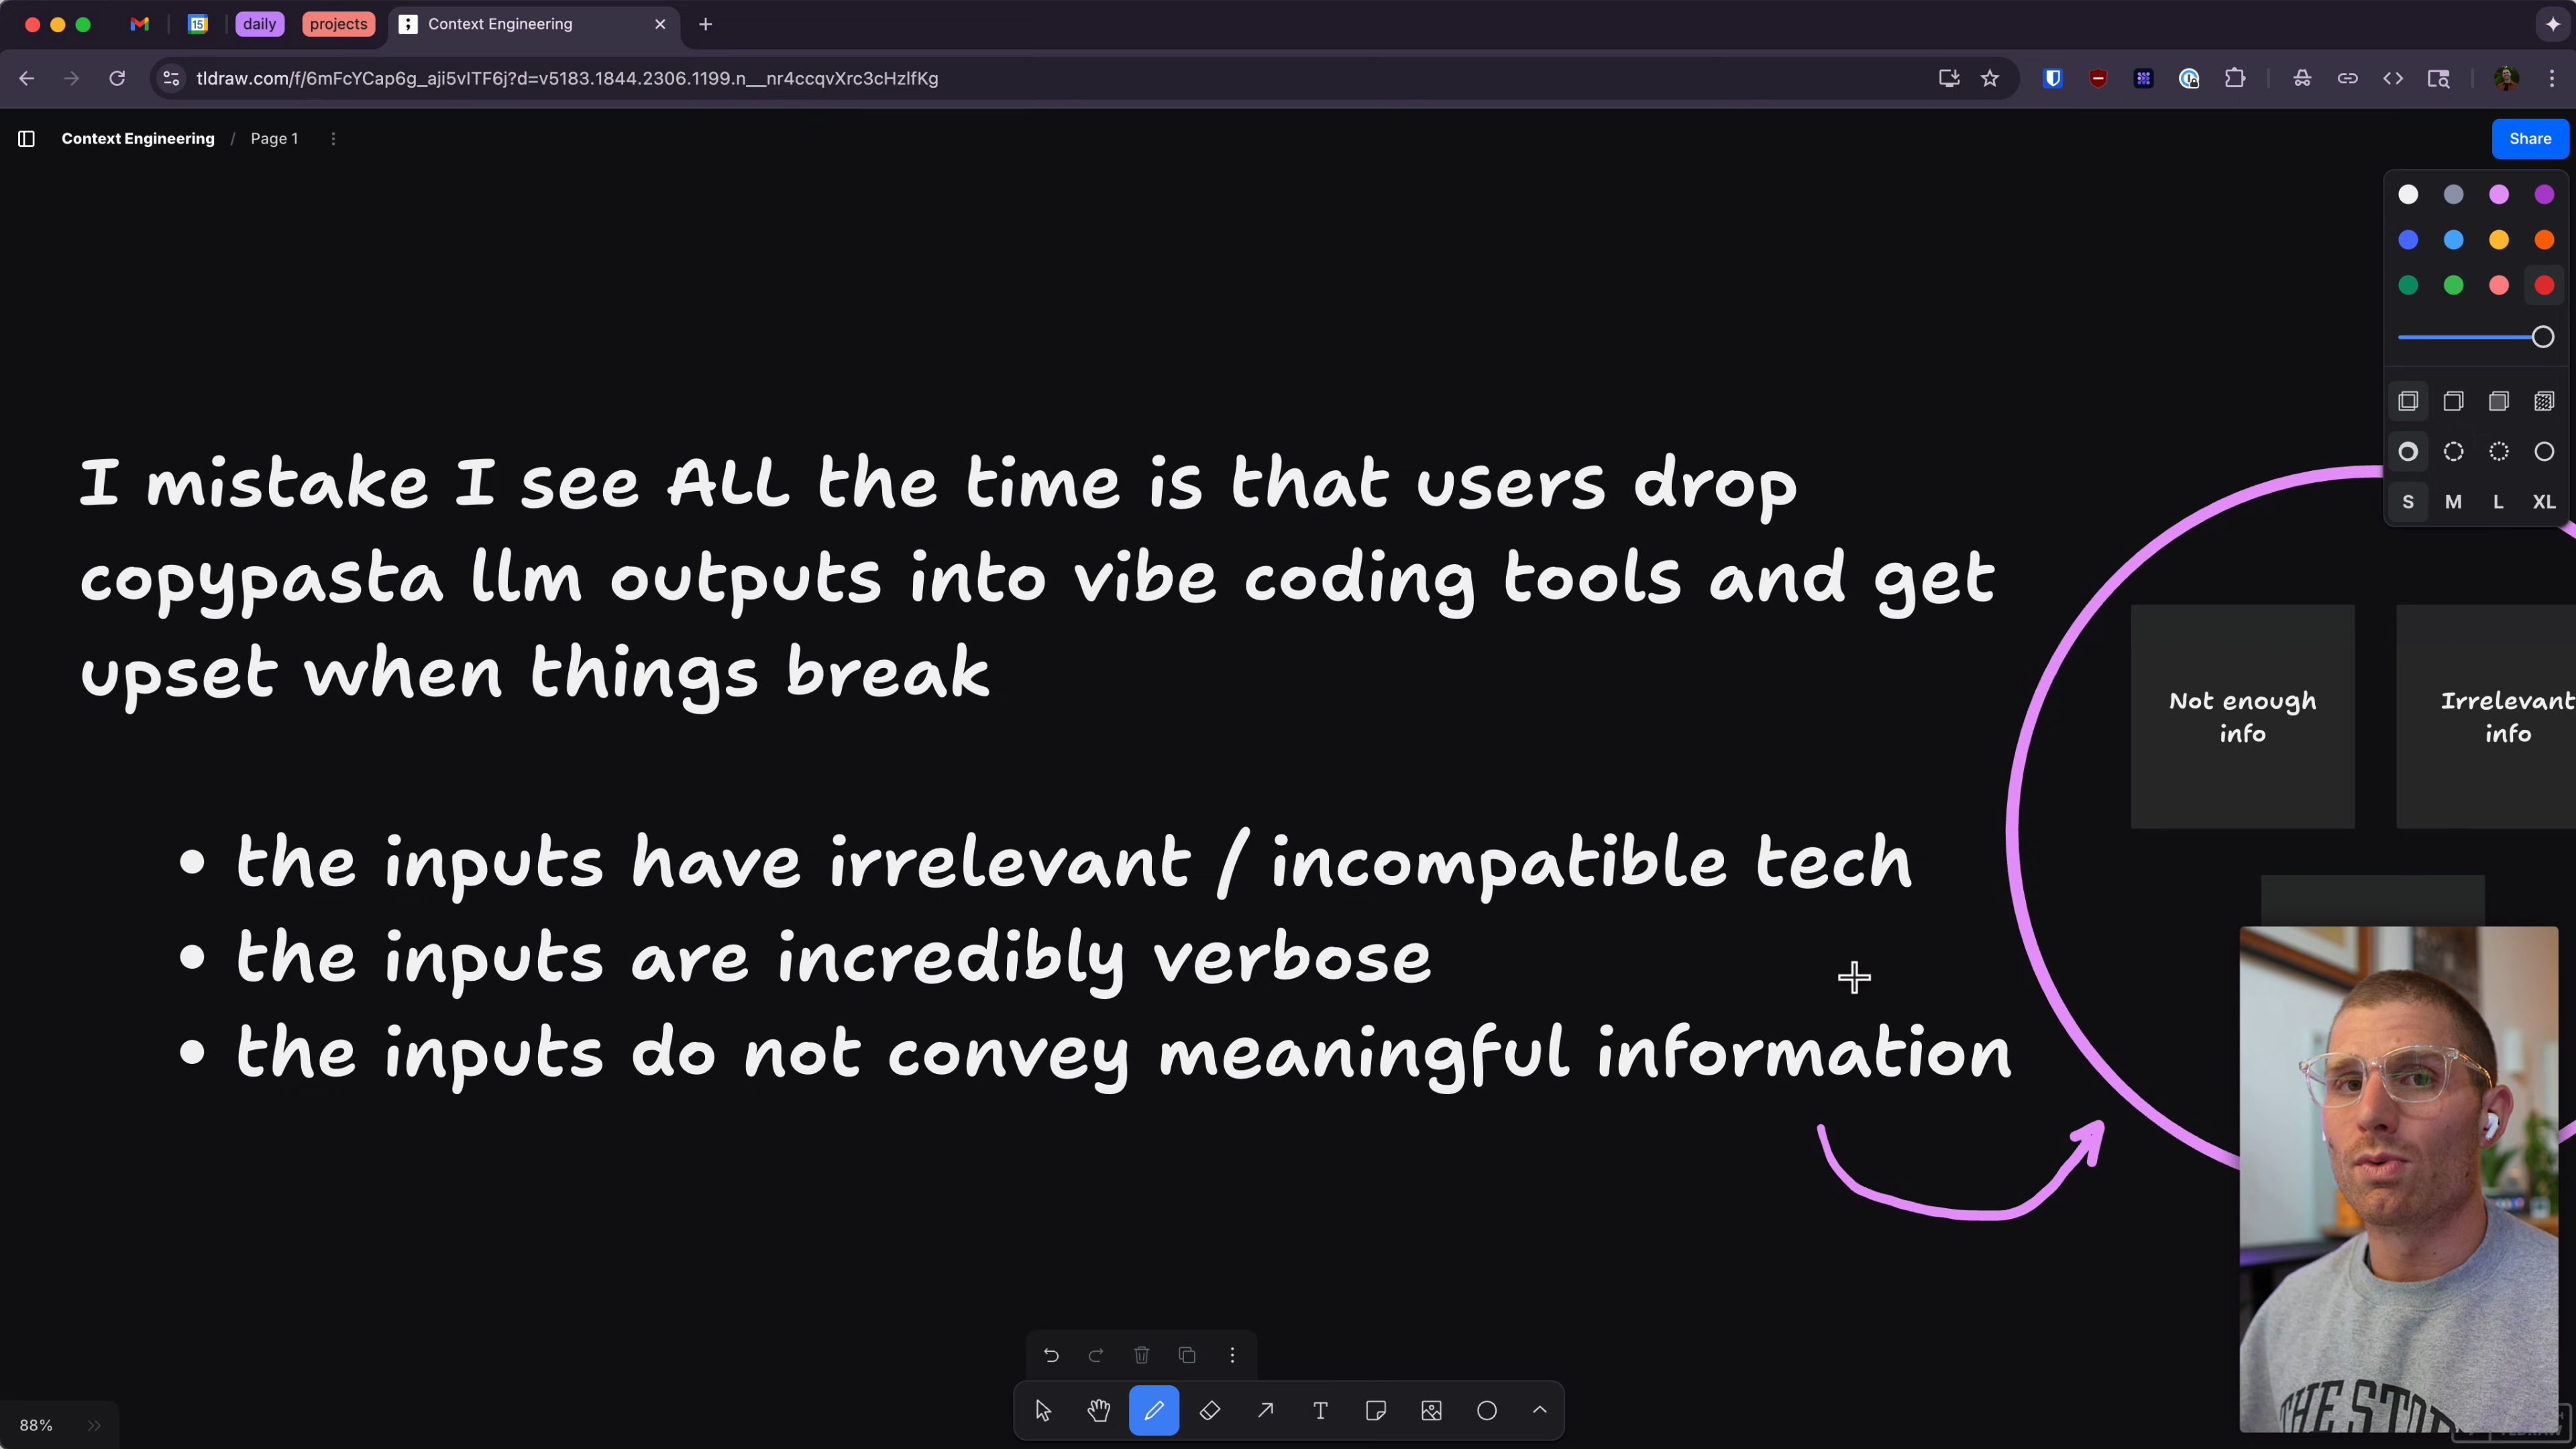 15
daily
projects
Context Engineering
tldraw.com/f/6mFcYCap6g_aji5vITF6j?d=v5183.1844.2306.1199.n__nr4ccqvXrc3cHzlfKg
Context Engineering / Page 1
Share
S M L XL
I mistake I see ALL the time is that users drop
copypasta llm outputs into vibe coding tools and get
upset when things break
• the inputs have irrelevant / incompatible tech
• the inputs are incredibly verbose
• the inputs do not convey meaningful information
Not enough
info
Irrelevant
info
THE
88%